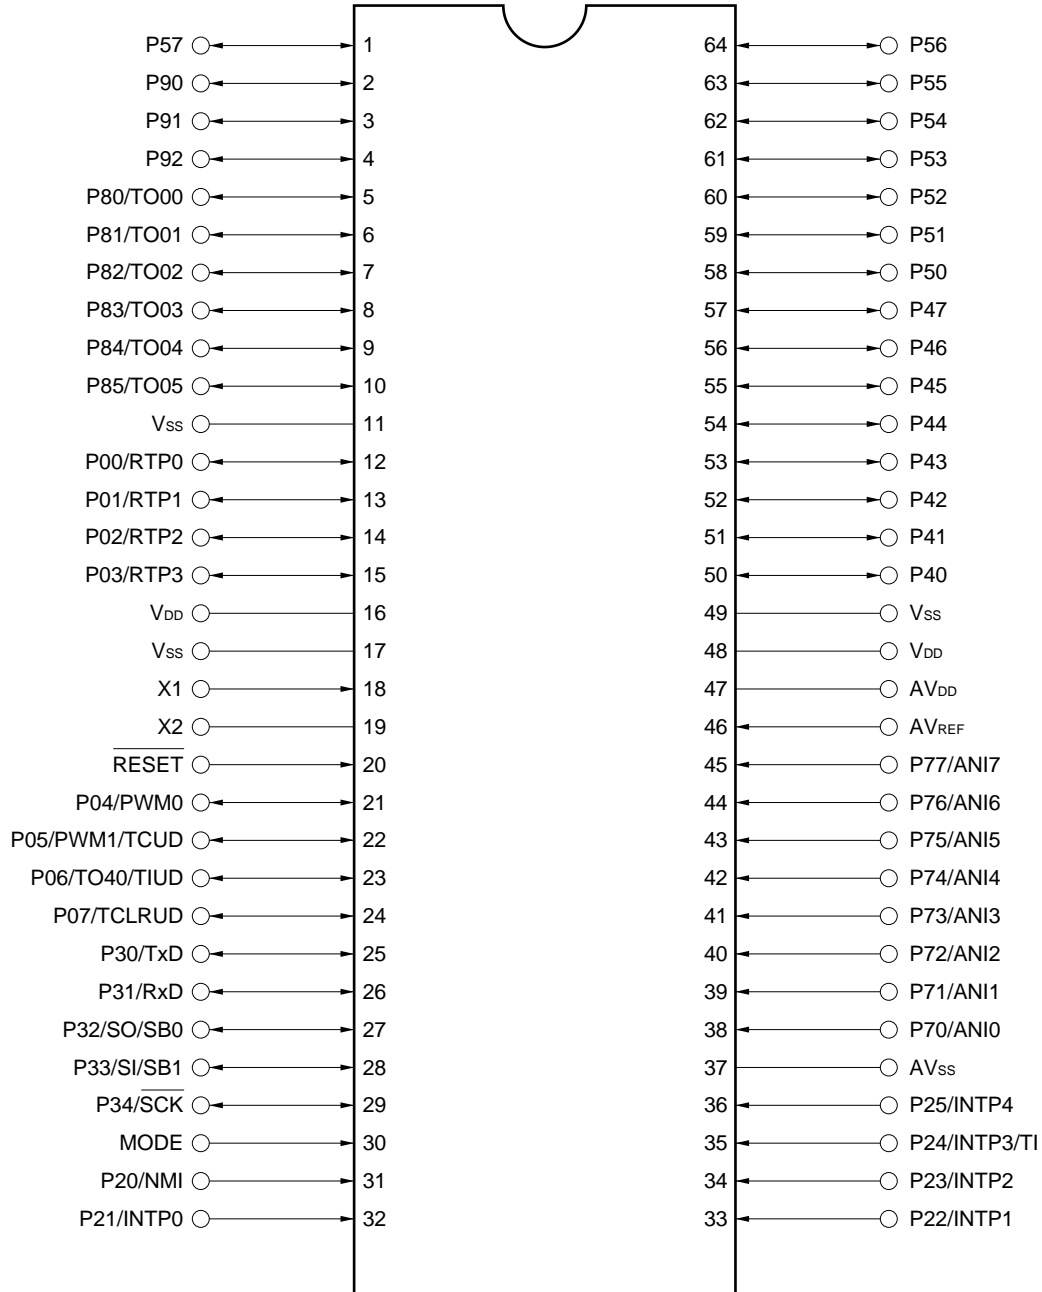 P57 1 64 P56
P90 2 63 P55
P91 3 62 P54
P92 4 61 P53
P80/TO00 5 60 P52
P81/TO01 6 59 P51
P82/TO02 7 58 P50
P83/TO03 8 57 P47
P84/TO04 9 56 P46
P85/TO05 10 55 P45
VSS 11 54 P44
P00/RTP0 12 53 P43
P01/RTP1 13 52 P42
P02/RTP2 14 51 P41
P03/RTP3 15 50 P40
VDD 16 49 VSS
VSS 17 48 VDD
X1 18 47 AVDD
X2 19 46 AVREF
R̅E̅S̅E̅T̅ 20 45 P77/ANI7
P04/PWM0 21 44 P76/ANI6
P05/PWM1/TCUD 22 43 P75/ANI5
P06/TO40/TIUD 23 42 P74/ANI4
P07/TCLRUD 24 41 P73/ANI3
P30/TxD 25 40 P72/ANI2
P31/RxD 26 39 P71/ANI1
P32/SO/SB0 27 38 P70/ANI0
P33/SI/SB1 28 37 AVSS
P34/S̅C̅K̅ 29 36 P25/INTP4
MODE 30 35 P24/INTP3/TI
P20/NMI 31 34 P23/INTP2
P21/INTP0 32 33 P22/INTP1